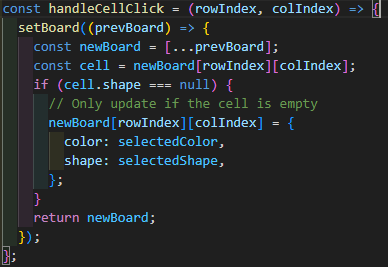 const handleCellClick = (rowIndex, colIndex) => {
  setBoard((prevBoard) => {
    const newBoard = [...prevBoard];
    const cell = newBoard[rowIndex][colIndex];
    if (cell.shape === null) {
      // Only update if the cell is empty
      newBoard[rowIndex][colIndex] = {
        color: selectedColor,
        shape: selectedShape,
      };
    }
    return newBoard;
  });
};